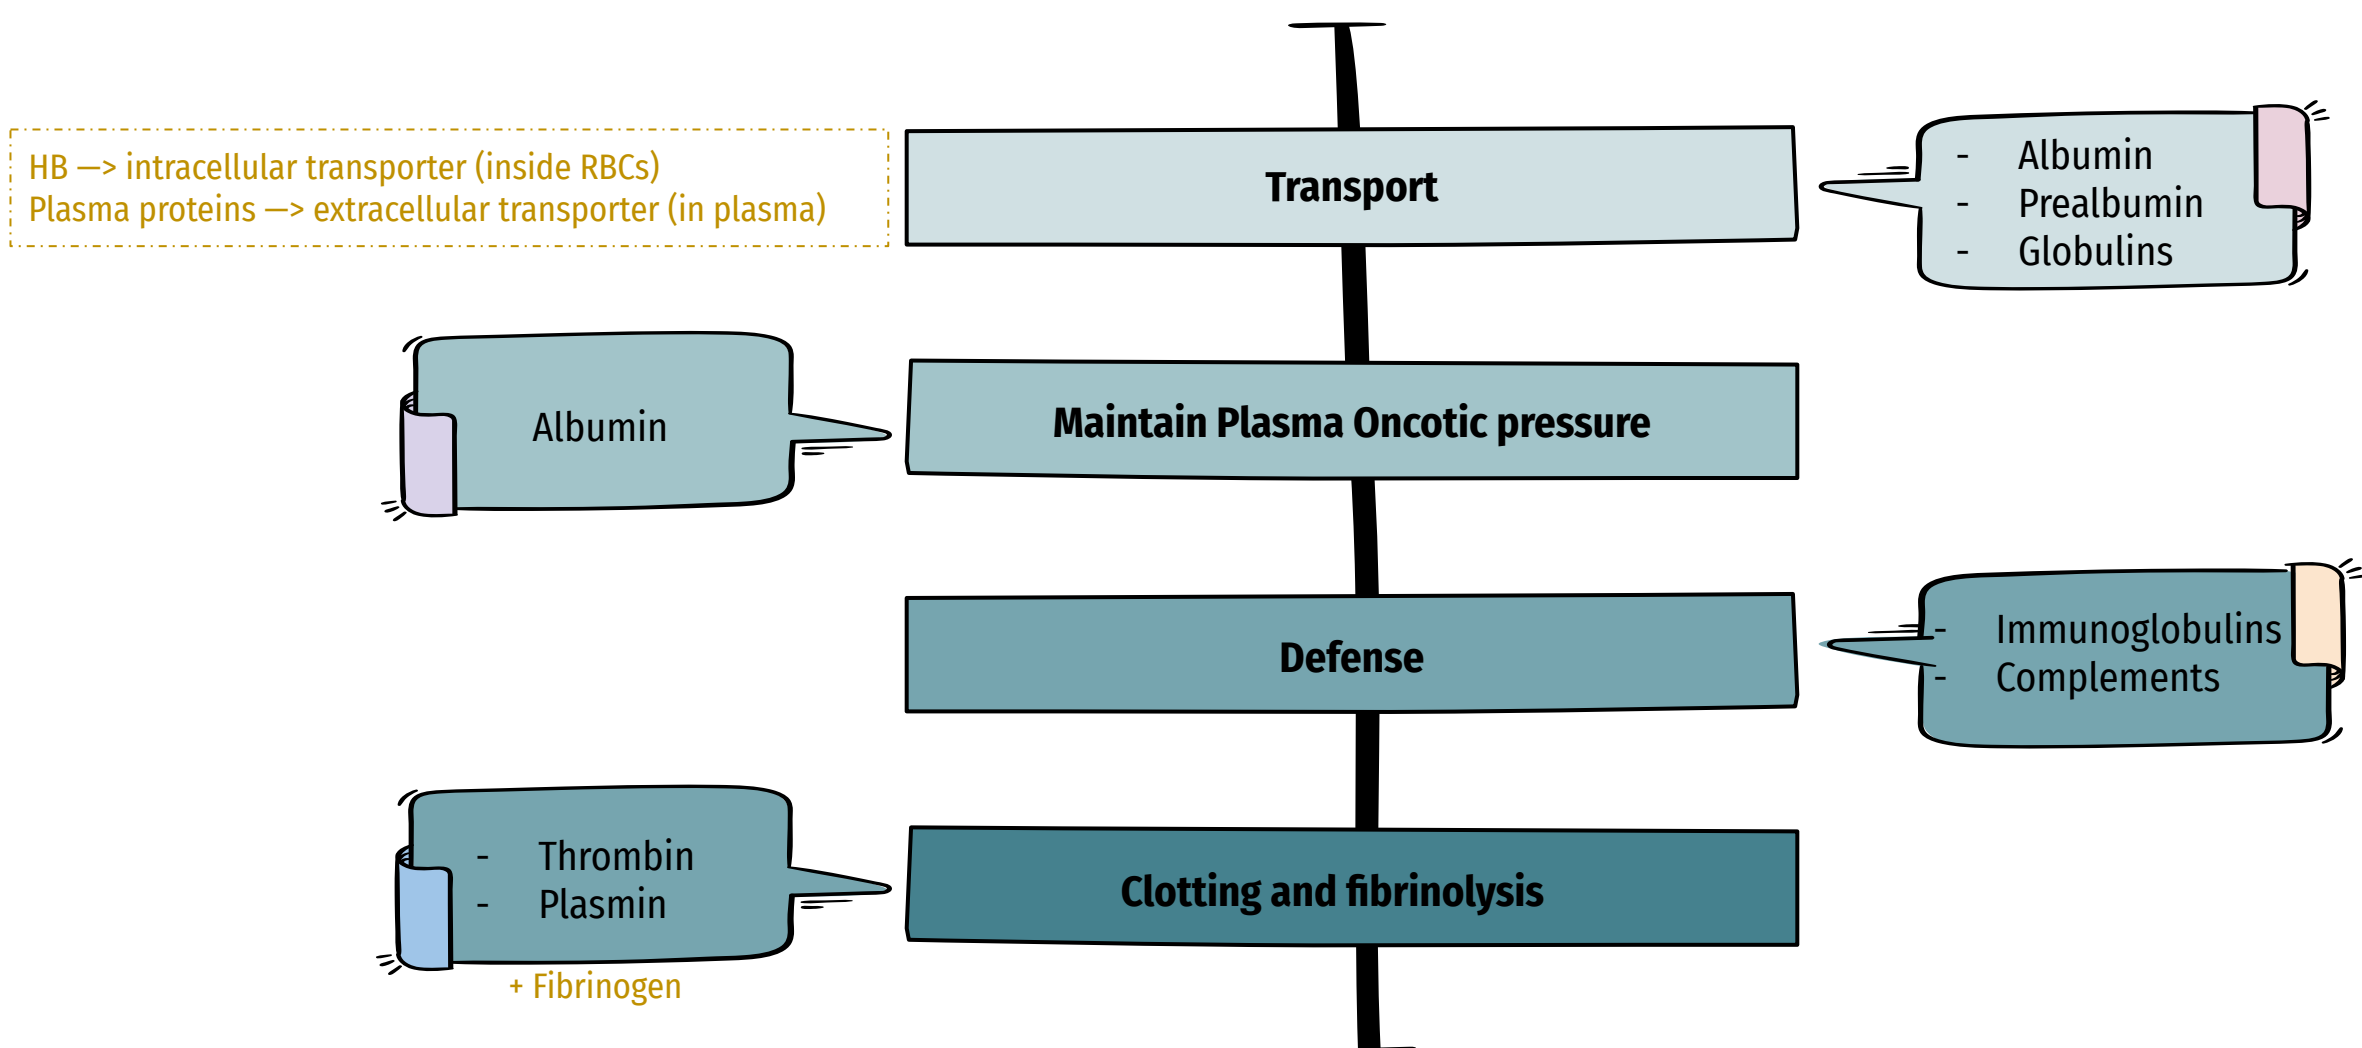 HB —> intracellular transporter (inside RBCs)
Plasma proteins —> extracellular transporter (in plasma)
Transport
- Albumin
- Prealbumin
- Globulins
Albumin
Maintain Plasma Oncotic pressure
Defense
- Immunoglobulins
- Complements
- Thrombin
- Plasmin
+ Fibrinogen
Clotting and fibrinolysis